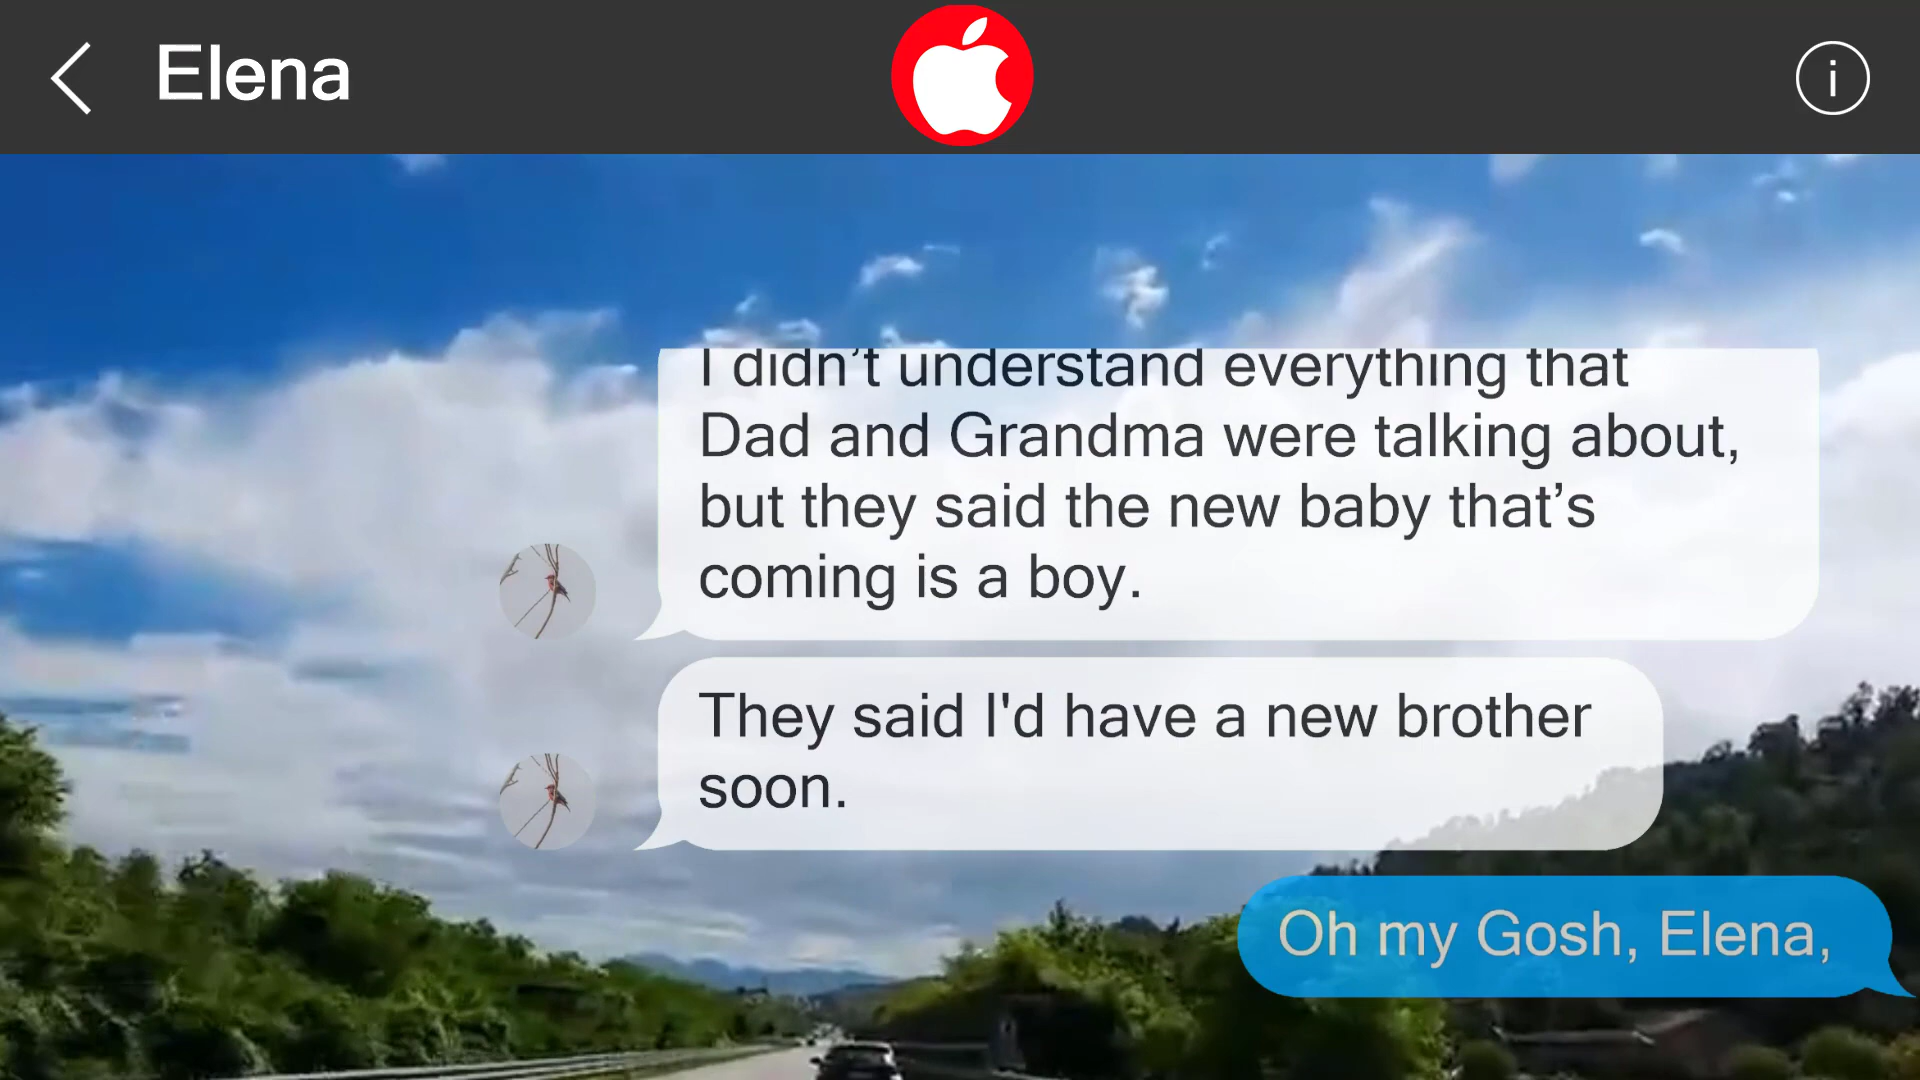 Elena
i
I didn’t understand everything that
Dad and Grandma were talking about,
but they said the new baby that’s
coming is a boy.
They said I'd have a new brother
soon.
Oh my Gosh, Elena,